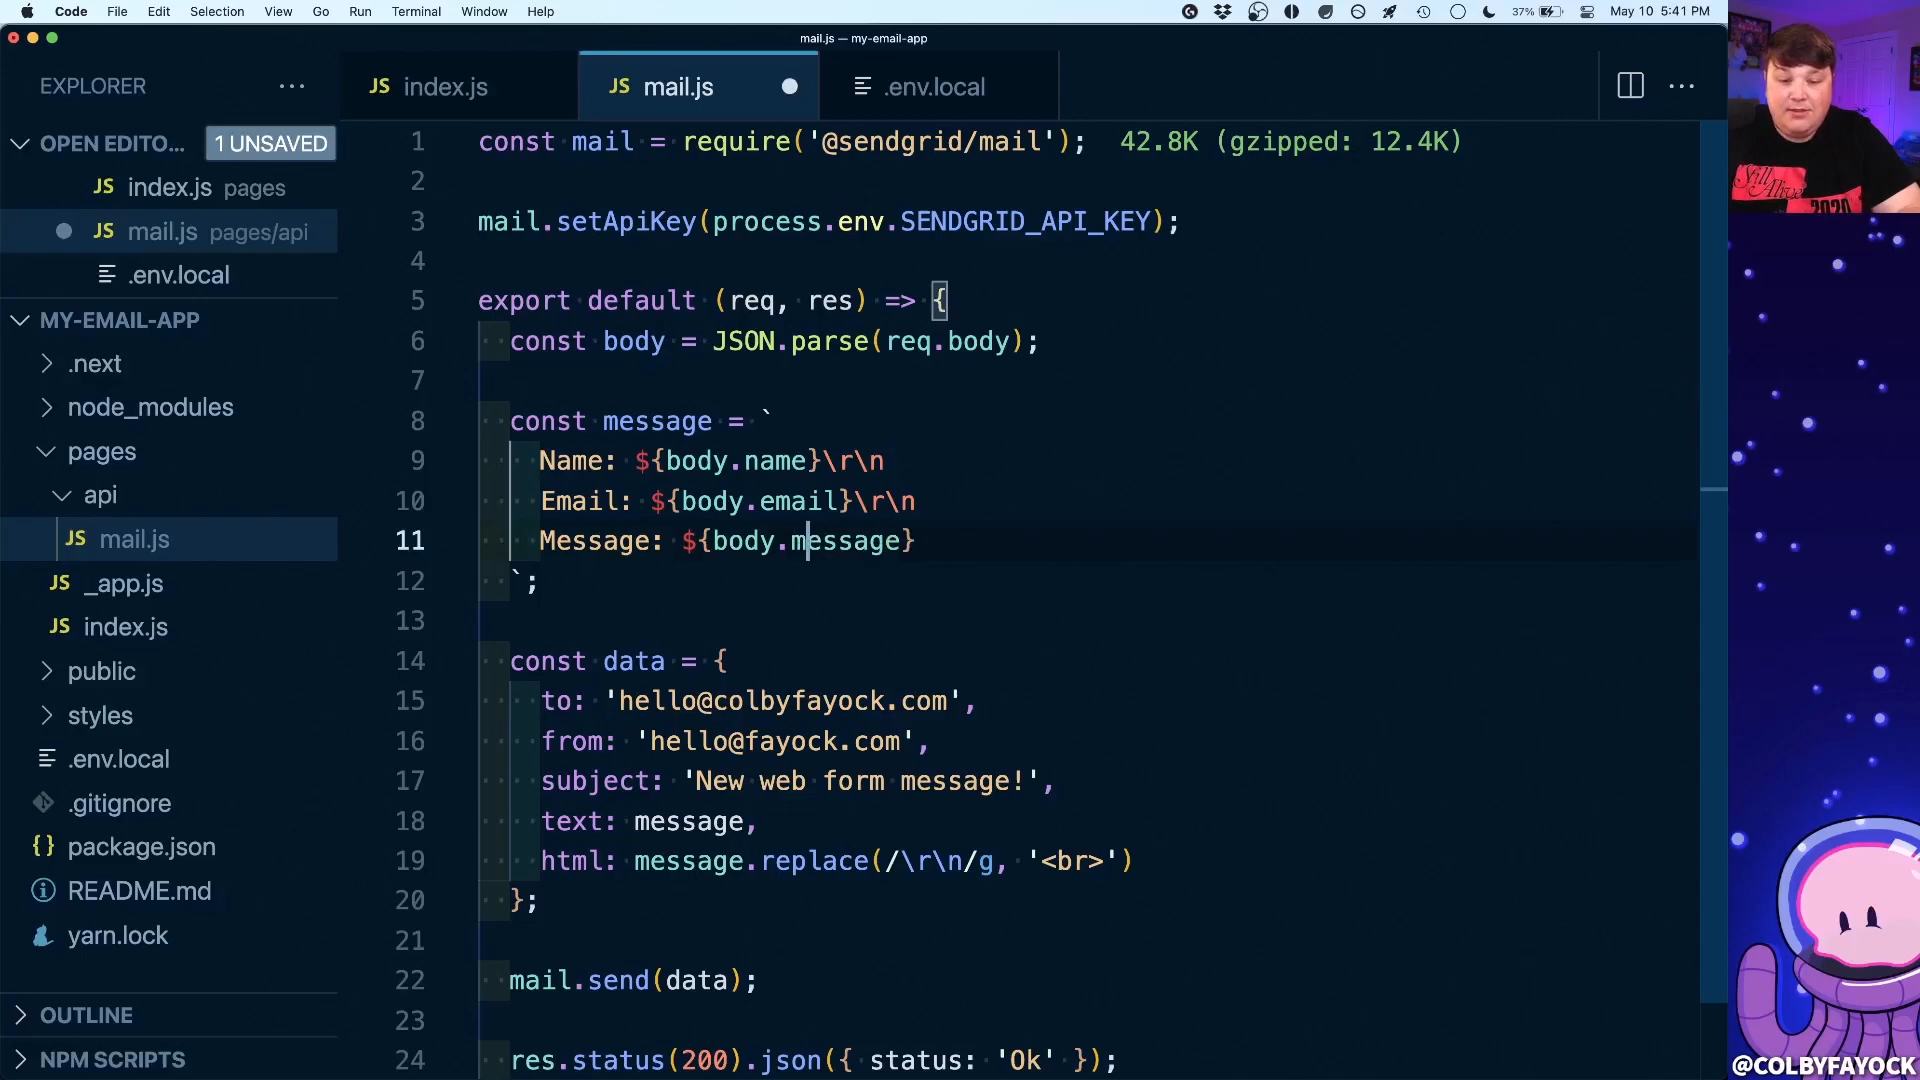 Code File Edit Selection View Go Run Terminal Window Help 37% May 10 5:41 PM
mail.js — my-email-app
EXPLORER
JS index.js
JS mail.js
.env.local
OPEN EDITO... 1 UNSAVED
JS index.js pages
JS mail.js pages/api
.env.local
MY-EMAIL-APP
.next
node_modules
pages
api
JS mail.js
JS _app.js
JS index.js
public
styles
.env.local
.gitignore
{} package.json
README.md
yarn.lock
OUTLINE
NPM SCRIPTS
1 const mail = require('@sendgrid/mail'); 42.8K (gzipped: 12.4K)
2
3 mail.setApiKey(process.env.SENDGRID_API_KEY);
4
5 export default (req, res) => {
6 const body = JSON.parse(req.body);
7
8 const message = `
9 Name: ${body.name}\r\n
10 Email: ${body.email}\r\n
11 Message: ${body.message}
12 `;
13
14 const data = {
15 to: 'hello@colbyfayock.com',
16 from: 'hello@fayock.com',
17 subject: 'New web form message!',
18 text: message,
19 html: message.replace(/\r\n/g, '<br>')
20 };
21
22 mail.send(data);
23
24 res.status(200).json({ status: 'Ok' });
Still Alive
2020
@COLBYFAYOCK